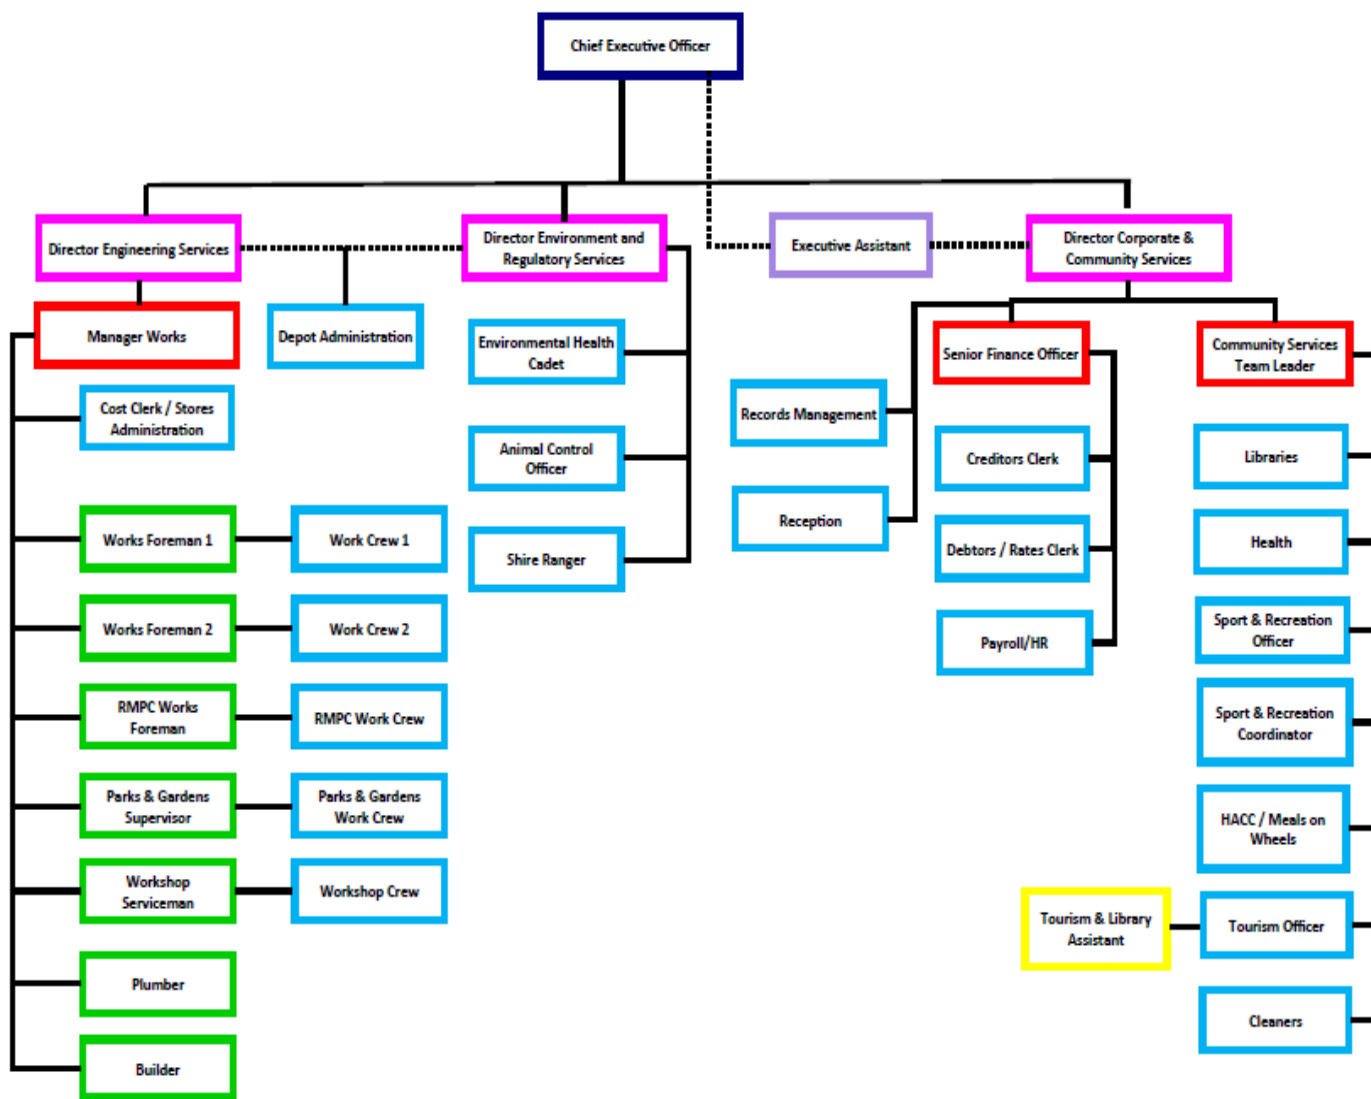 Chief Executive Officer
Director Engineering Services
Director Environment and
Regulatory Services
Executive Assistant
Director Corporate &
Community Services
Manager Works
Depot Administration
Environmental Health
Cadet
Senior Finance Officer
Community Services
Team Leader
Cost Clerk / Stores
Administration
Records Management
Animal Control
Officer
Creditors Clerk
Libraries
Works Foreman 1
Work Crew 1
Reception
Shire Ranger
Debtors / Rates Clerk
Health
Works Foreman 2
Work Crew 2
Payroll/HR
Sport & Recreation
Officer
RMPC Works
Foreman
RMPC Work Crew
Sport & Recreation
Coordinator
Parks & Gardens
Supervisor
Parks & Gardens
Work Crew
HACC / Meals on
Wheels
Workshop
Serviceman
Workshop Crew
Tourism & Library
Assistant
Tourism Officer
Plumber
Cleaners
Builder